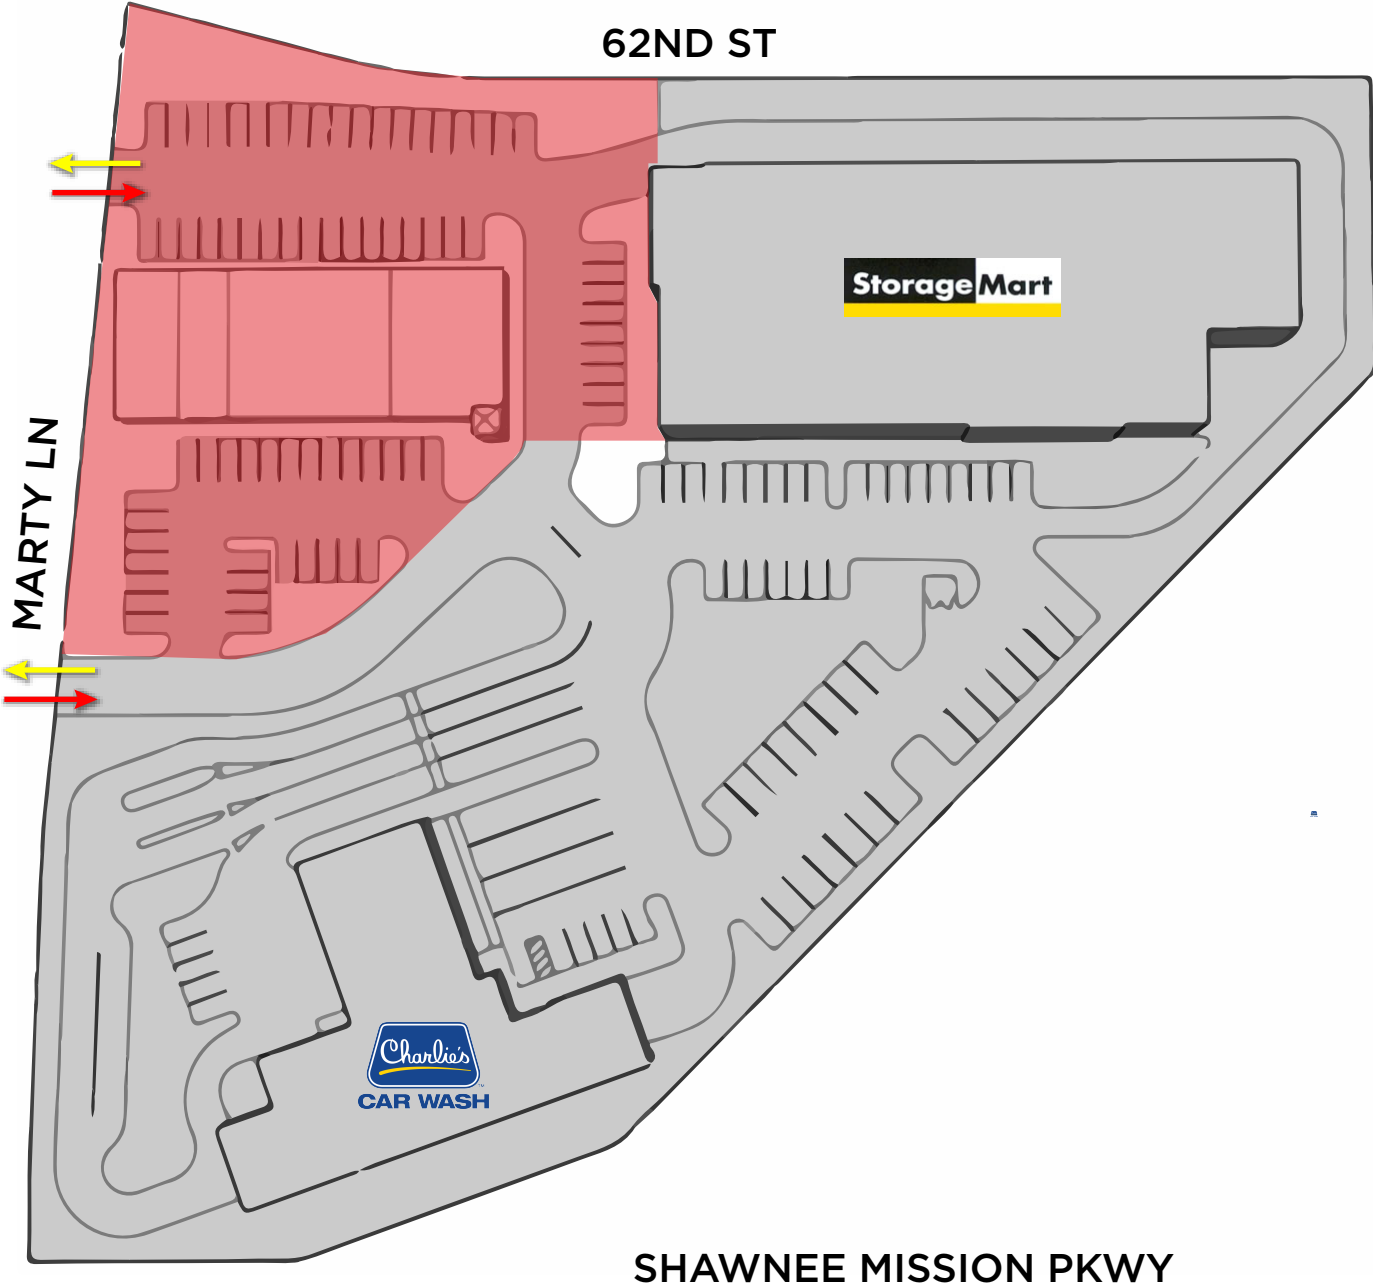 62ND ST
StorageMart
MARTY LN
Charlie's
CAR WASH
SHAWNEE MISSION PKWY